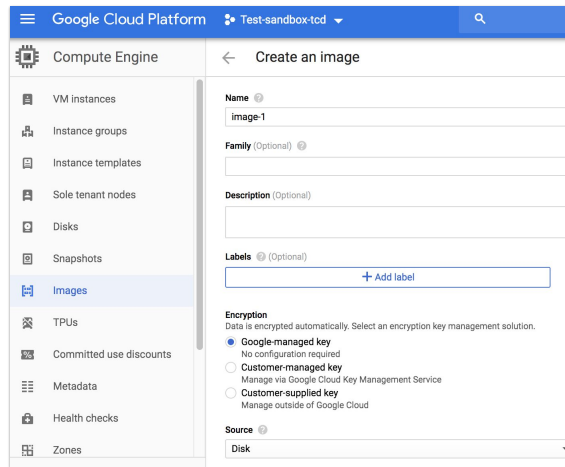 Google Cloud Platform
Test-sandbox-tcd
Compute Engine
VM instances
Instance groups
Instance templates
Sole tenant nodes
Disks
Snapshots
Images
TPUs
Committed use discounts
Metadata
Health checks
Zones
Create an image
Name
image-1
Family (Optional)
Description (Optional)
Labels (Optional)
+ Add label
Encryption
Data is encrypted automatically. Select an encryption key management solution.
Google-managed key
No configuration required
Customer-managed key
Manage via Google Cloud Key Management Service
Customer-supplied key
Manage outside of Google Cloud
Source
Disk